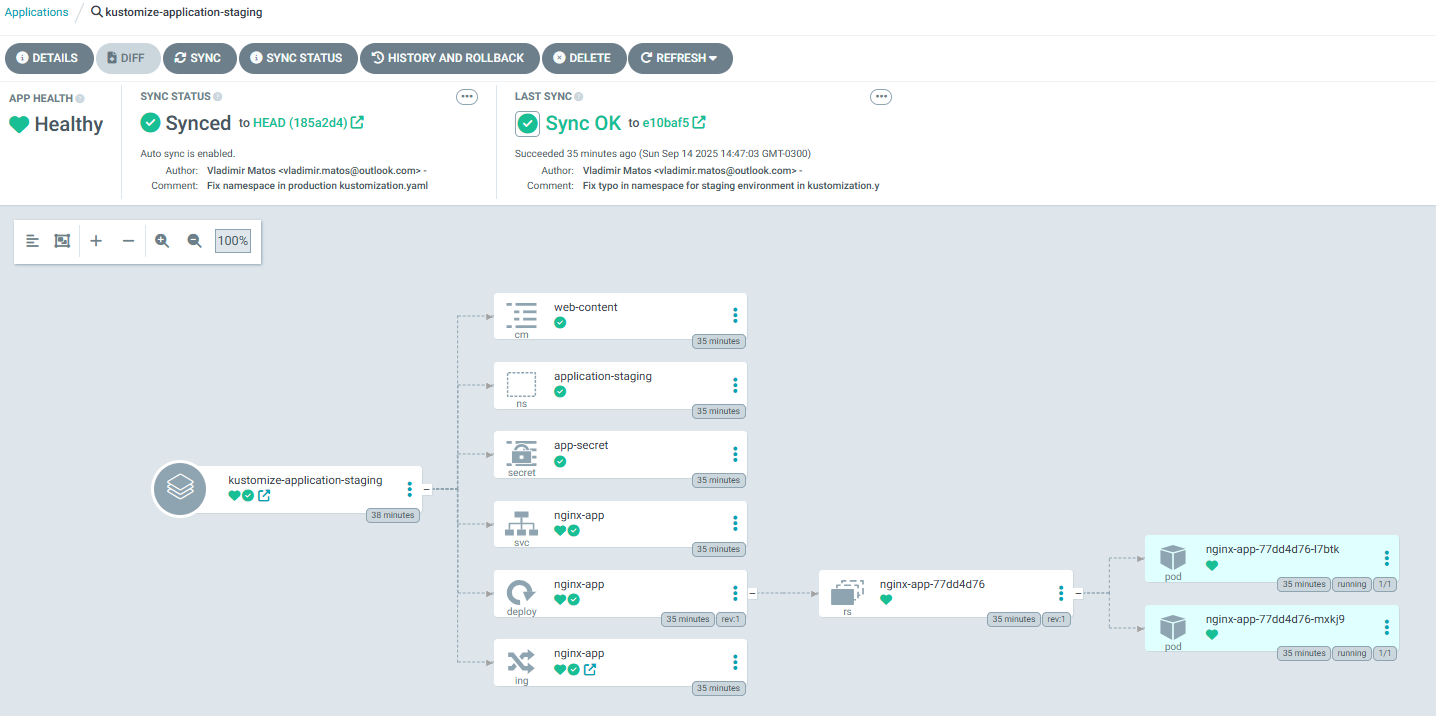 Applications
kustomize-application-staging
DETAILS
DIFF
SYNC
SYNC STATUS
HISTORY AND ROLLBACK
DELETE
REFRESH
APP HEALTH
Healthy
SYNC STATUS
Synced to HEAD (185a2d4)
Auto sync is enabled.
Author: Vladimir Matos <vladimir.matos@outlook.com> -
Comment: Fix namespace in production kustomization.yaml
LAST SYNC
Sync OK to e10baf5
Succeeded 35 minutes ago (Sun Sep 14 2025 14:47:03 GMT-0300)
Author: Vladimir Matos <vladimir.matos@outlook.com> -
Comment: Fix typo in namespace for staging environment in kustomization.y
100%
kustomize-application-staging
38 minutes
web-content
cm
35 minutes
application-staging
ns
35 minutes
app-secret
secret
35 minutes
nginx-app
svc
35 minutes
nginx-app
deploy
35 minutes rev:1
nginx-app
ing
35 minutes
nginx-app-77dd4d76
rs
35 minutes rev:1
nginx-app-77dd4d76-l7btk
pod
35 minutes running 1/1
nginx-app-77dd4d76-mxkj9
pod
35 minutes running 1/1